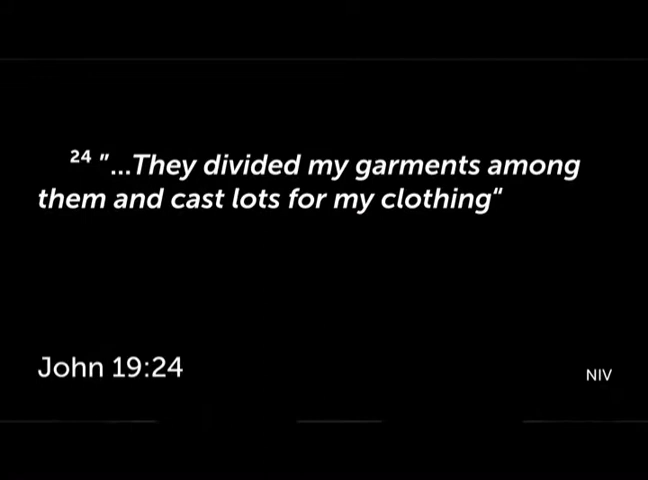 24 "...They divided my garments among
them and cast lots for my clothing"
John 19:24
NIV